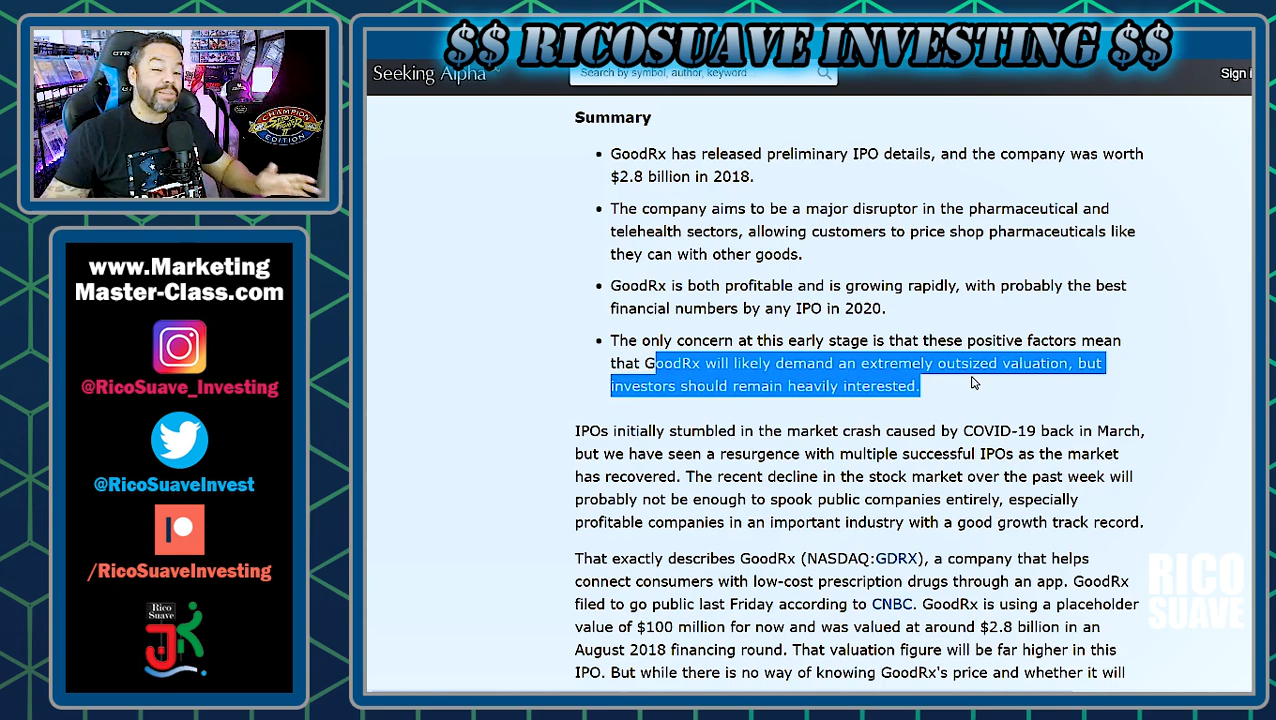 $$ RICOSUAVE INVESTING $$
Seeking Alpha
Search by symbol, author, keyword
Sign i
CHAMPION
EDITION
Summary
• GoodRx has released preliminary IPO details, and the company was worth
$2.8 billion in 2018.
• The company aims to be a major disruptor in the pharmaceutical and
telehealth sectors, allowing customers to price shop pharmaceuticals like
they can with other goods.
• GoodRx is both profitable and is growing rapidly, with probably the best
financial numbers by any IPO in 2020.
• The only concern at this early stage is that these positive factors mean
that GoodRx will likely demand an extremely outsized valuation, but
investors should remain heavily interested.
IPOs initially stumbled in the market crash caused by COVID-19 back in March,
but we have seen a resurgence with multiple successful IPOs as the market
has recovered. The recent decline in the stock market over the past week will
probably not be enough to spook public companies entirely, especially
profitable companies in an important industry with a good growth track record.
That exactly describes GoodRx (NASDAQ:GDRX), a company that helps
connect consumers with low-cost prescription drugs through an app. GoodRx
filed to go public last Friday according to CNBC. GoodRx is using a placeholder
value of $100 million for now and was valued at around $2.8 billion in an
August 2018 financing round. That valuation figure will be far higher in this
IPO. But while there is no way of knowing GoodRx's price and whether it will
www.Marketing
Master-Class.com
@RicoSuave_Investing
@RicoSuaveInvest
/RicoSuaveInvesting
Rico
Suave
JK
RICO
SUAVE